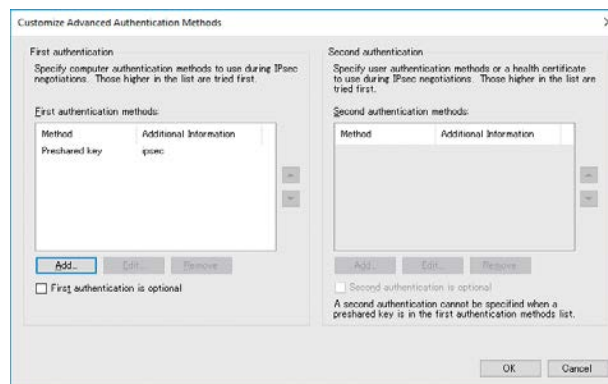 Customize Advanced Authentication Methods
First authentication
Specify computer authentication methods to use during IPsec
negotiations. Those higher in the list are tried first.
First authentication methods:
Method Additional Information
Preshared key ipsec
Add... Edit... Remove
First authentication is optional
Second authentication
Specify user authentication methods or a health certificate
to use during IPsec negotiations. Those higher in the list are
tried first.
Second authentication methods:
Method Additional Information
Add... Edit... Remove
Second authentication is optional
A second authentication cannot be specified when a
preshared key is in the first authentication methods list.
OK Cancel